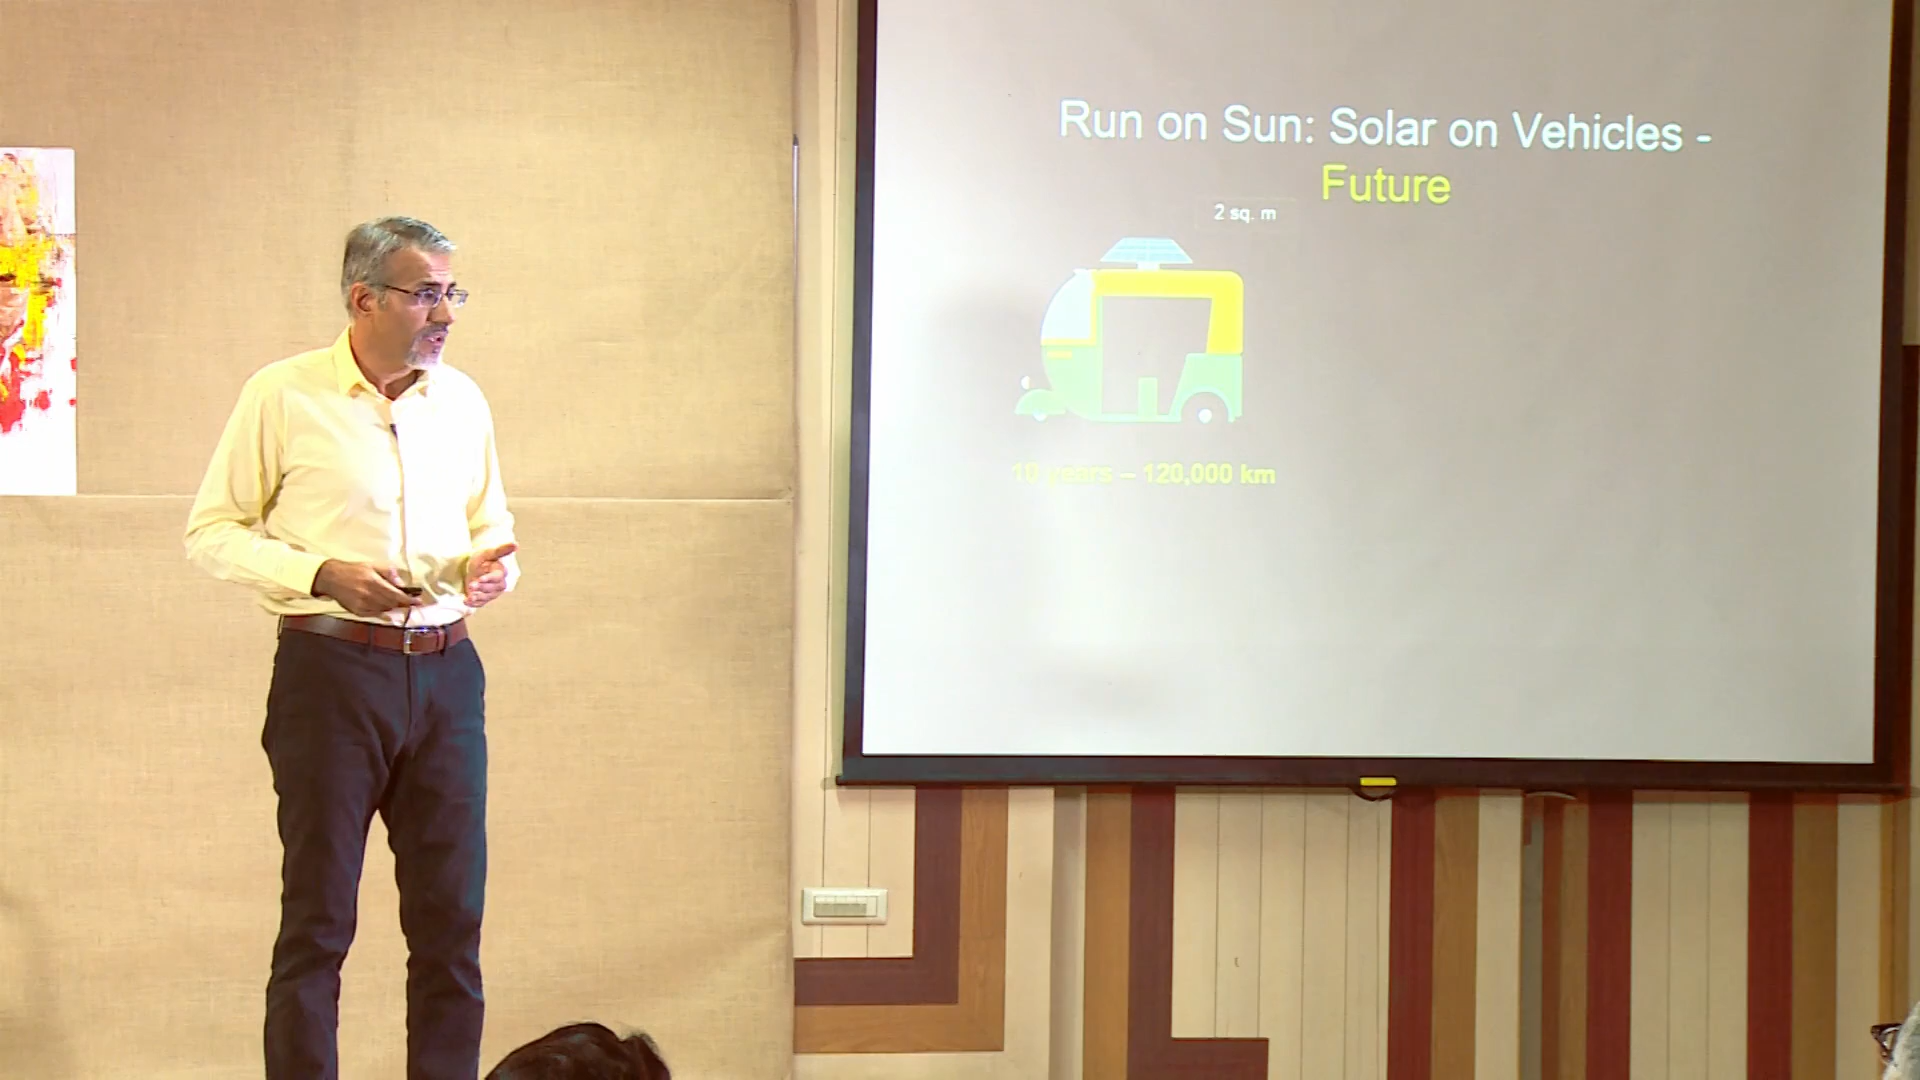 Run on Sun: Solar on Vehicles -
Future
2 sq. m
10 years – 120,000 km